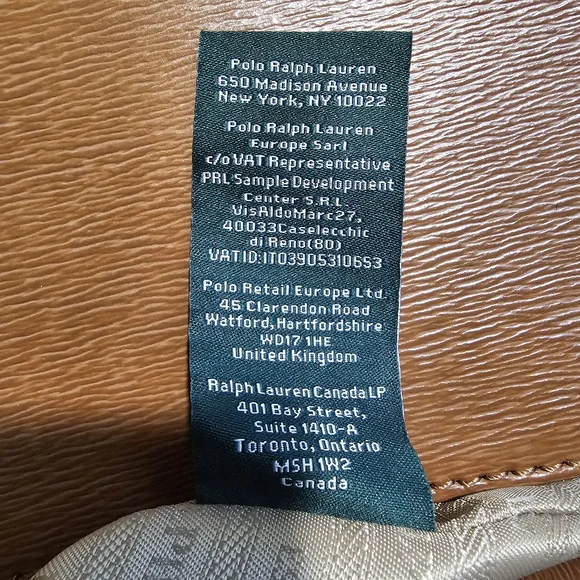 Polo Ralph Lauren
650 Madison Avenue
New York, NY 10022
Polo Ralph Lauren
Europe Sarl
c/o VAT Representative
PRL Sample Development
Center S.R.L
VisAldoMarc27,
40033Caselecchic
di Reno(80)
VATID:IT03905310653
Polo Retail Europe Ltd.
45 Clarendon Road
Watford, Hartfordshire
WD17 1HE
United Kingdom
Ralph Lauren Canada LP
401 Bay Street,
Suite 1410-A
Toronto, Ontario
M5H 1W2
Canada